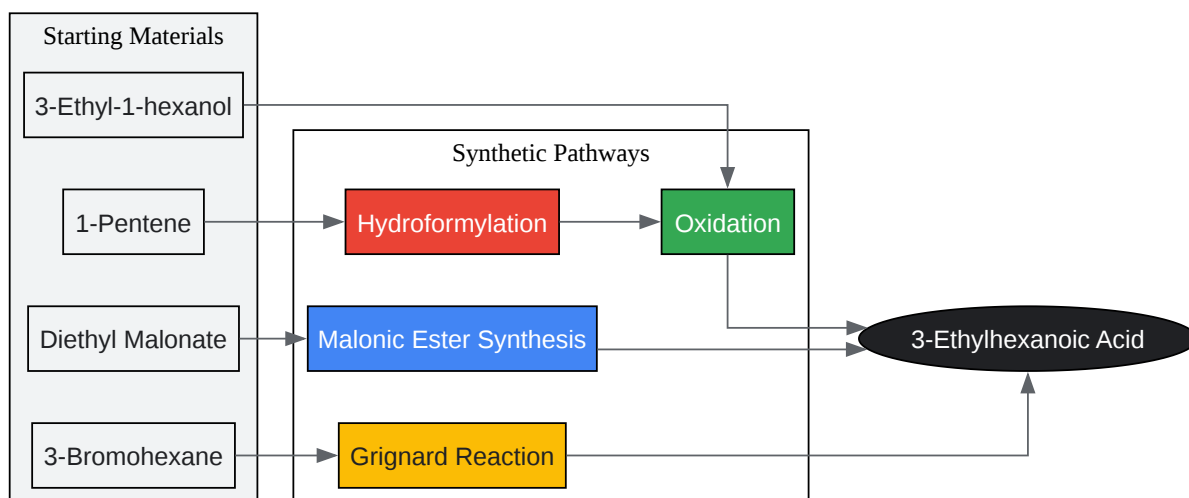 Starting Materials
3-Ethyl-1-hexanol
Synthetic Pathways
1-Pentene
Hydroformylation
Oxidation
Diethyl Malonate
Malonic Ester Synthesis
3-Ethylhexanoic Acid
3-Bromohexane
Grignard Reaction